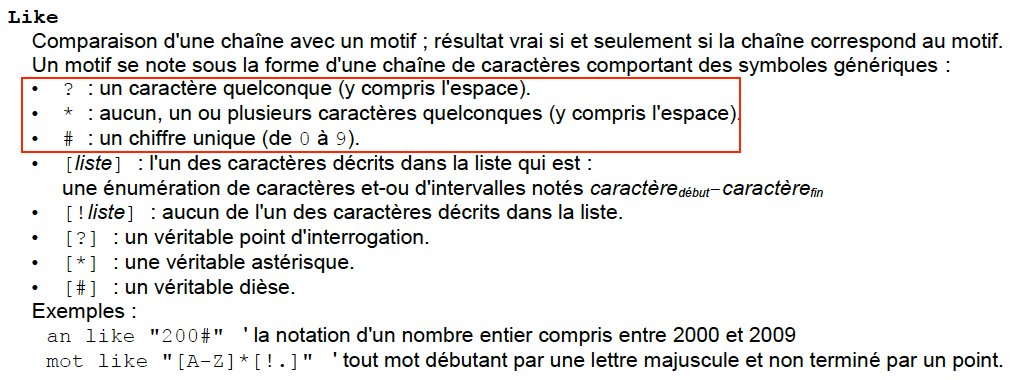 Like
Comparaison d'une chaîne avec un motif ; résultat vrai si et seulement si la chaîne correspond au motif.
Un motif se note sous la forme d'une chaîne de caractères comportant des symboles génériques :
• ? : un caractère quelconque (y compris l'espace).
• * : aucun, un ou plusieurs caractères quelconques (y compris l'espace).
• # : un chiffre unique (de 0 à 9).
• [liste] : l'un des caractères décrits dans la liste qui est :
une énumération de caractères et-ou d'intervalles notés caractèredébut-caractèrefin
• [!liste] : aucun de l'un des caractères décrits dans la liste.
• [?] : un véritable point d'interrogation.
• [*] : une véritable astérisque.
• [#] : un véritable dièse.
Exemples :
an like "200#" ' la notation d'un nombre entier compris entre 2000 et 2009
mot like "[A-Z]*[!.]" ' tout mot débutant par une lettre majuscule et non terminé par un point.